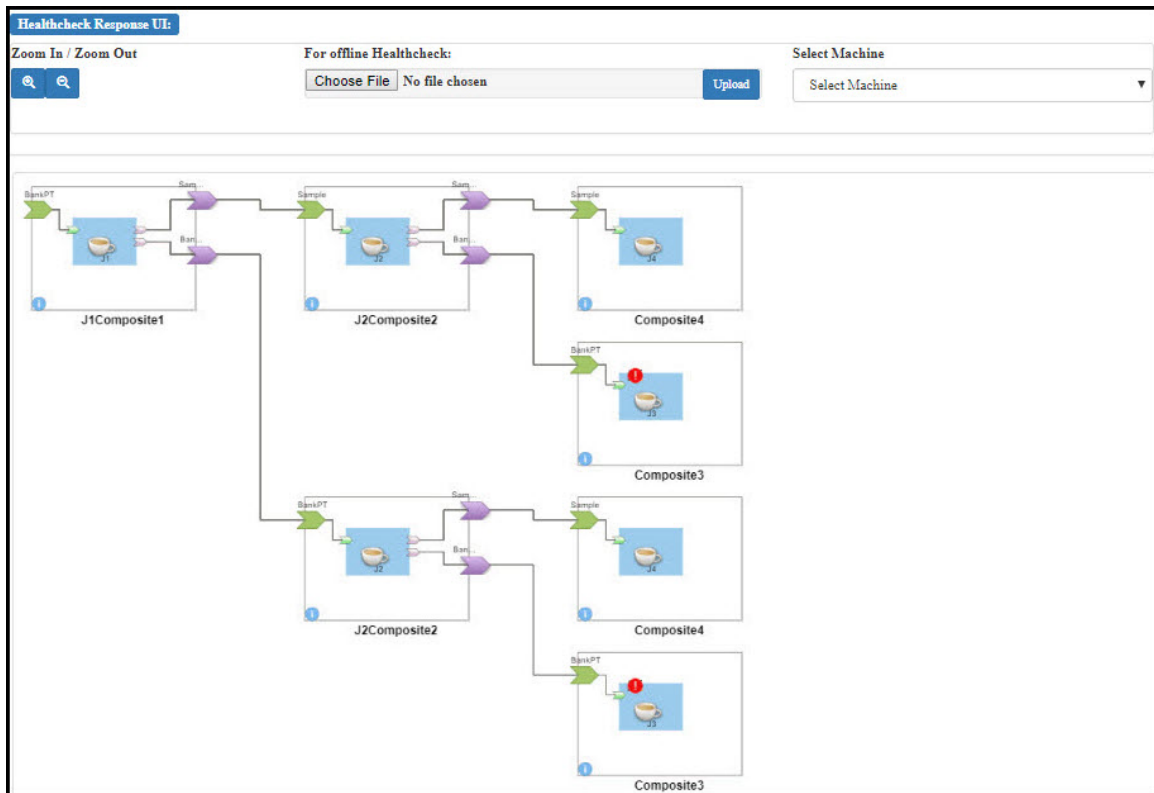 Healthcheck Response UI:
Zoom In / Zoom Out
For offline Healthcheck:
Select Machine
Choose File No file chosen
Upload
Select Machine
BankPT
Sam...
J1
Ban...
J1Composite1
Sample
Sam...
J2
Ban...
J2Composite2
Sample
J4
Composite4
BankPT
J3
Composite3
BankPT
Sam...
J2
Ban...
J2Composite2
Sample
J4
Composite4
BankPT
J3
Composite3